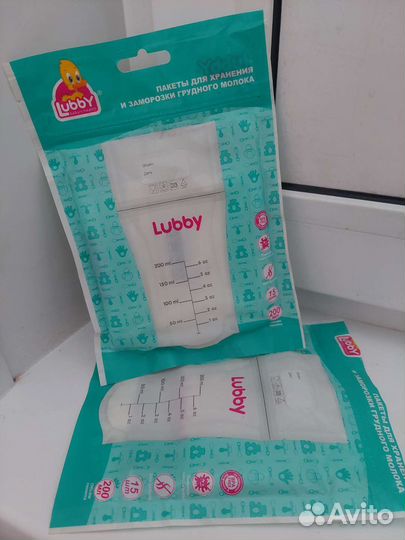 Lubby®
ПАКЕТЫ ДЛЯ ХРАНЕНИЯ
И ЗАМОРОЗКИ ГРУДНОГО МОЛОКА
Lubby
200 ml
6 oz
150 ml
5 oz
4 oz
100 ml
3 oz
2 oz
50 ml
1 oz
15
200
Lubby
ПАКЕТЫ ДЛЯ ХРАНЕНИЯ
И ЗАМОРОЗКИ ГРУДНОГО МОЛОКА
Lubby
200
15
Avito